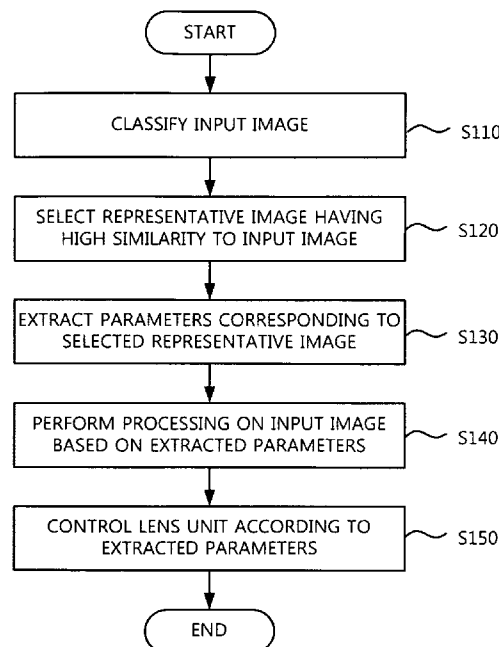 START
CLASSIFY INPUT IMAGE
S110
SELECT REPRESENTATIVE IMAGE HAVING
HIGH SIMILARITY TO INPUT IMAGE
S120
EXTRACT PARAMETERS CORRESPONDING TO
SELECTED REPRESENTATIVE IMAGE
S130
PERFORM PROCESSING ON INPUT IMAGE
BASED ON EXTRACTED PARAMETERS
S140
CONTROL LENS UNIT ACCORDING TO
EXTRACTED PARAMETERS
S150
END